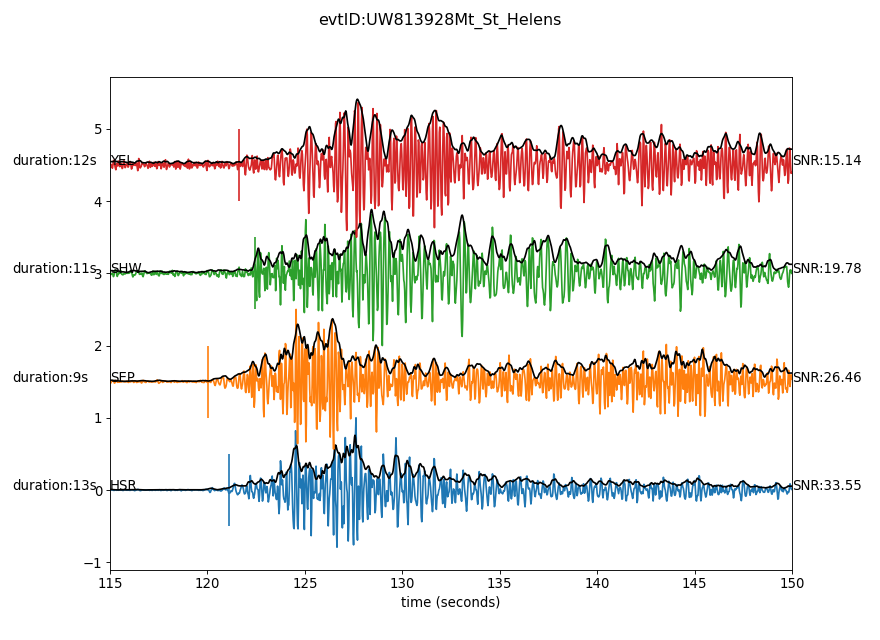 evtID:UW813928Mt_St_Helens
5
duration:12s YEL SNR:15.14
4
duration:11s 3 SHW SNR:19.78
2
duration:9s SEP SNR:26.46
1
duration:13s 0 HSR SNR:33.55
−1
115 120 125 130 135 140 145 150
time (seconds)